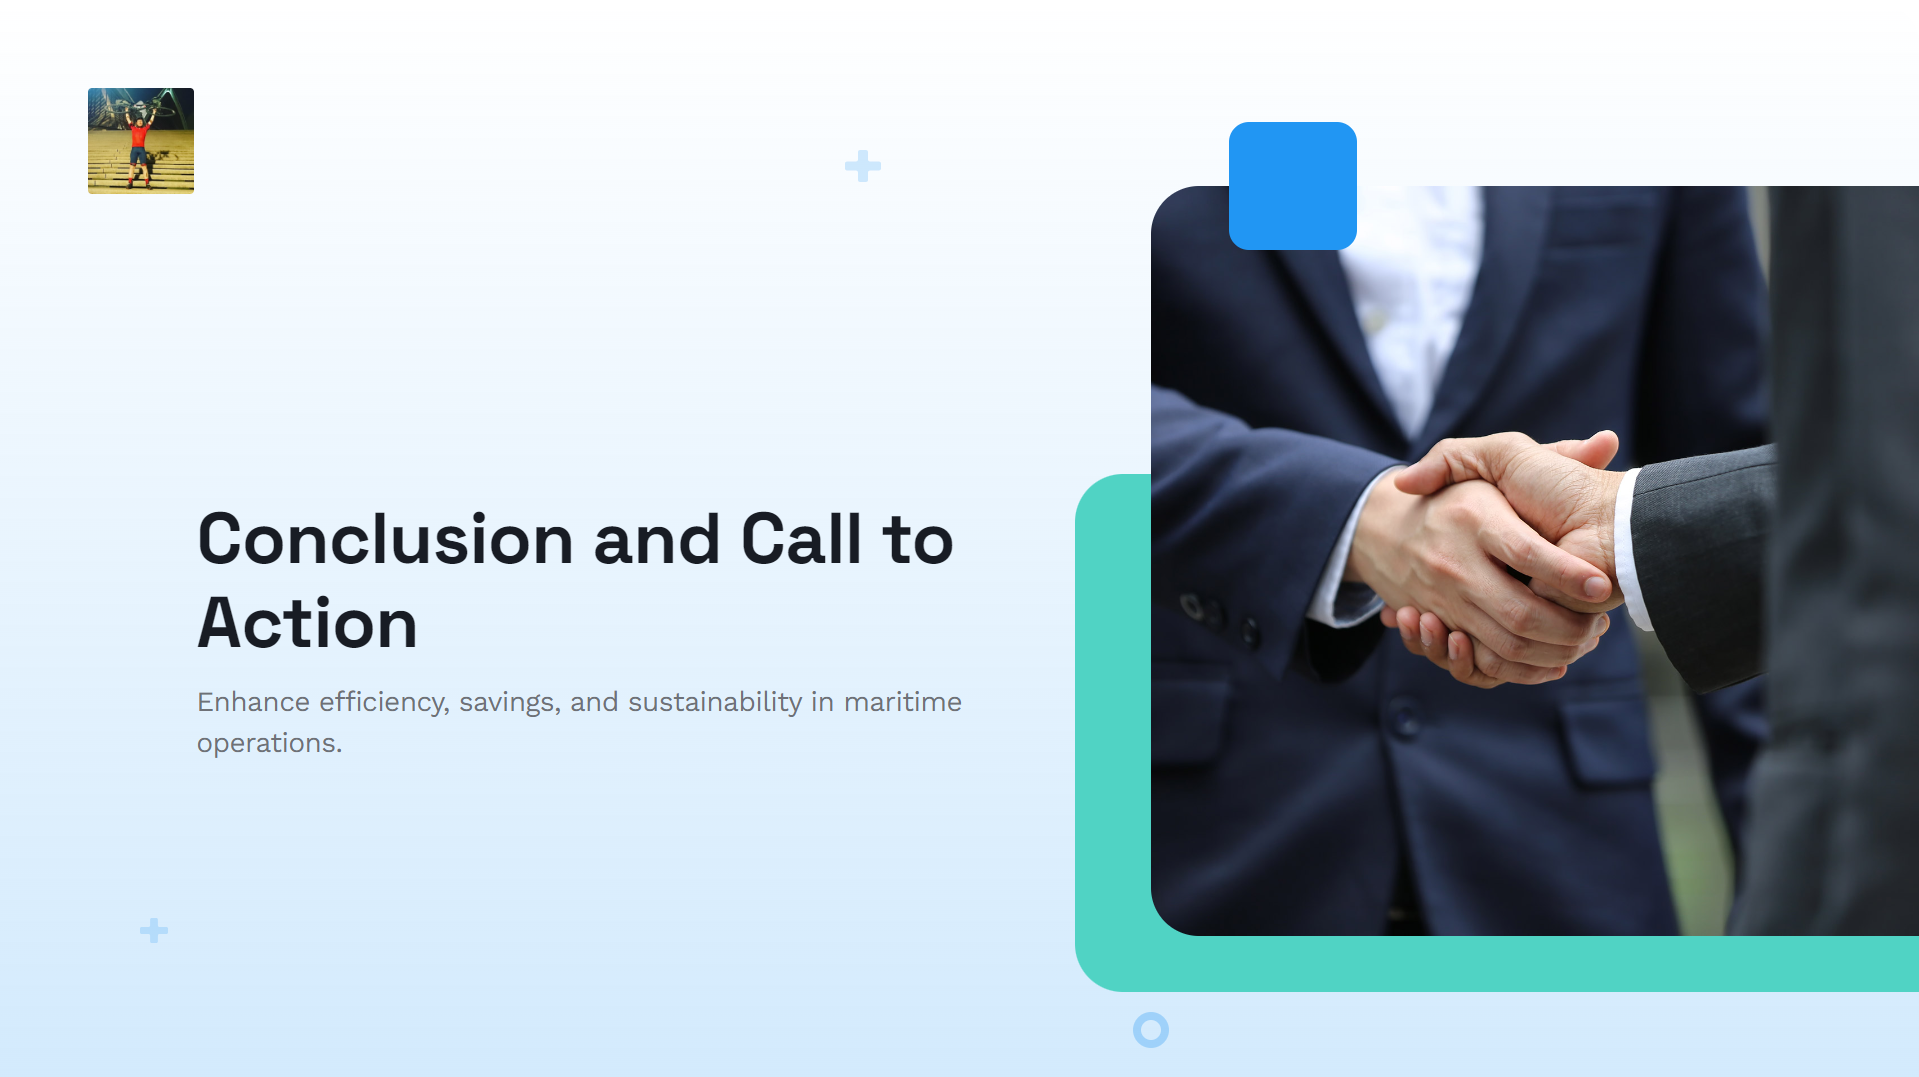 Conclusion and Call to
Action
Enhance efficiency, savings, and sustainability in maritime
operations.